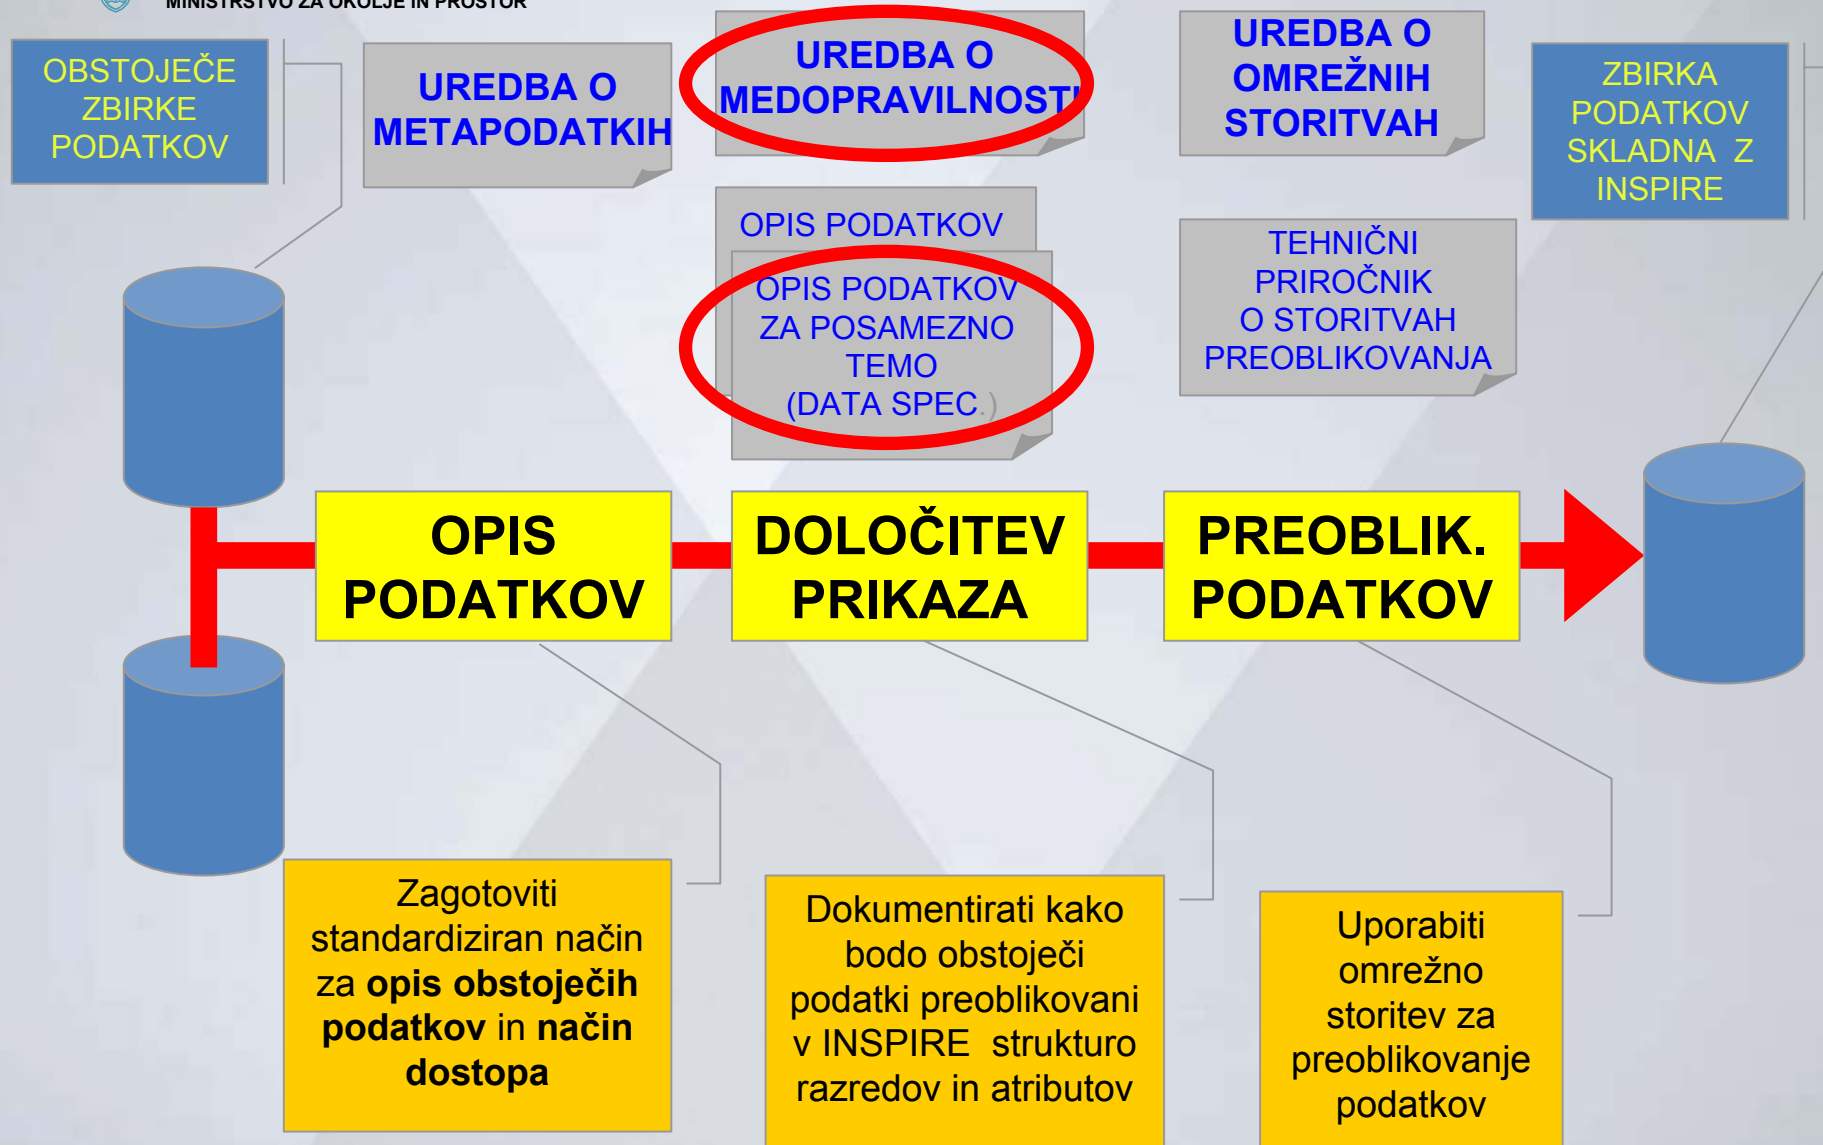 MINISTRSTVO ZA OKOLJE IN PROSTOR
OBSTOJEČE
ZBIRKE
PODATKOV
UREDBA O
METAPODATKIH
UREDBA O
MEDOPRAVILNOSTI
UREDBA O
OMREŽNIH
STORITVAH
ZBIRKA
PODATKOV
SKLADNA Z
INSPIRE
OPIS PODATKOV
OPIS PODATKOV
ZA POSAMEZNO
TEMO
(DATA SPEC.)
TEHNIČNI
PRIROČNIK
O STORITVAH
PREOBLIKOVANJA
OPIS
PODATKOV
DOLOČITEV
PRIKAZA
PREOBLIK.
PODATKOV
Zagotoviti
standardiziran način
za opis obstoječih
podatkov in način
dostopa
Dokumentirati kako
bodo obstoječi
podatki preoblikovani
v INSPIRE strukturo
razredov in atributov
Uporabiti
omrežno
storitev za
preoblikovanje
podatkov